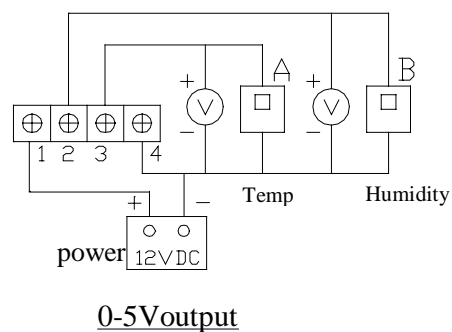 A B
+ +
V V
- -
1 2 3 4
Temp Humidity
+ -
power 12VDC
0-5Voutput